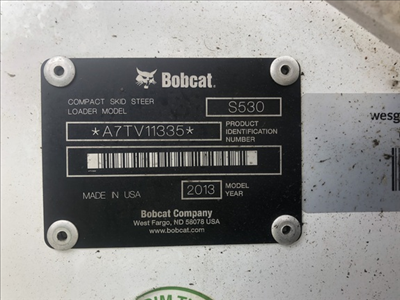 Bobcat.
COMPACT SKID STEER
LOADER MODEL
S530
*A7TV11335*
PRODUCT
IDENTIFICATION
NUMBER
MADE IN USA
2013
MODEL
YEAR
Bobcat Company
West Fargo, ND 58078 USA
www.bobcat.com
wesg